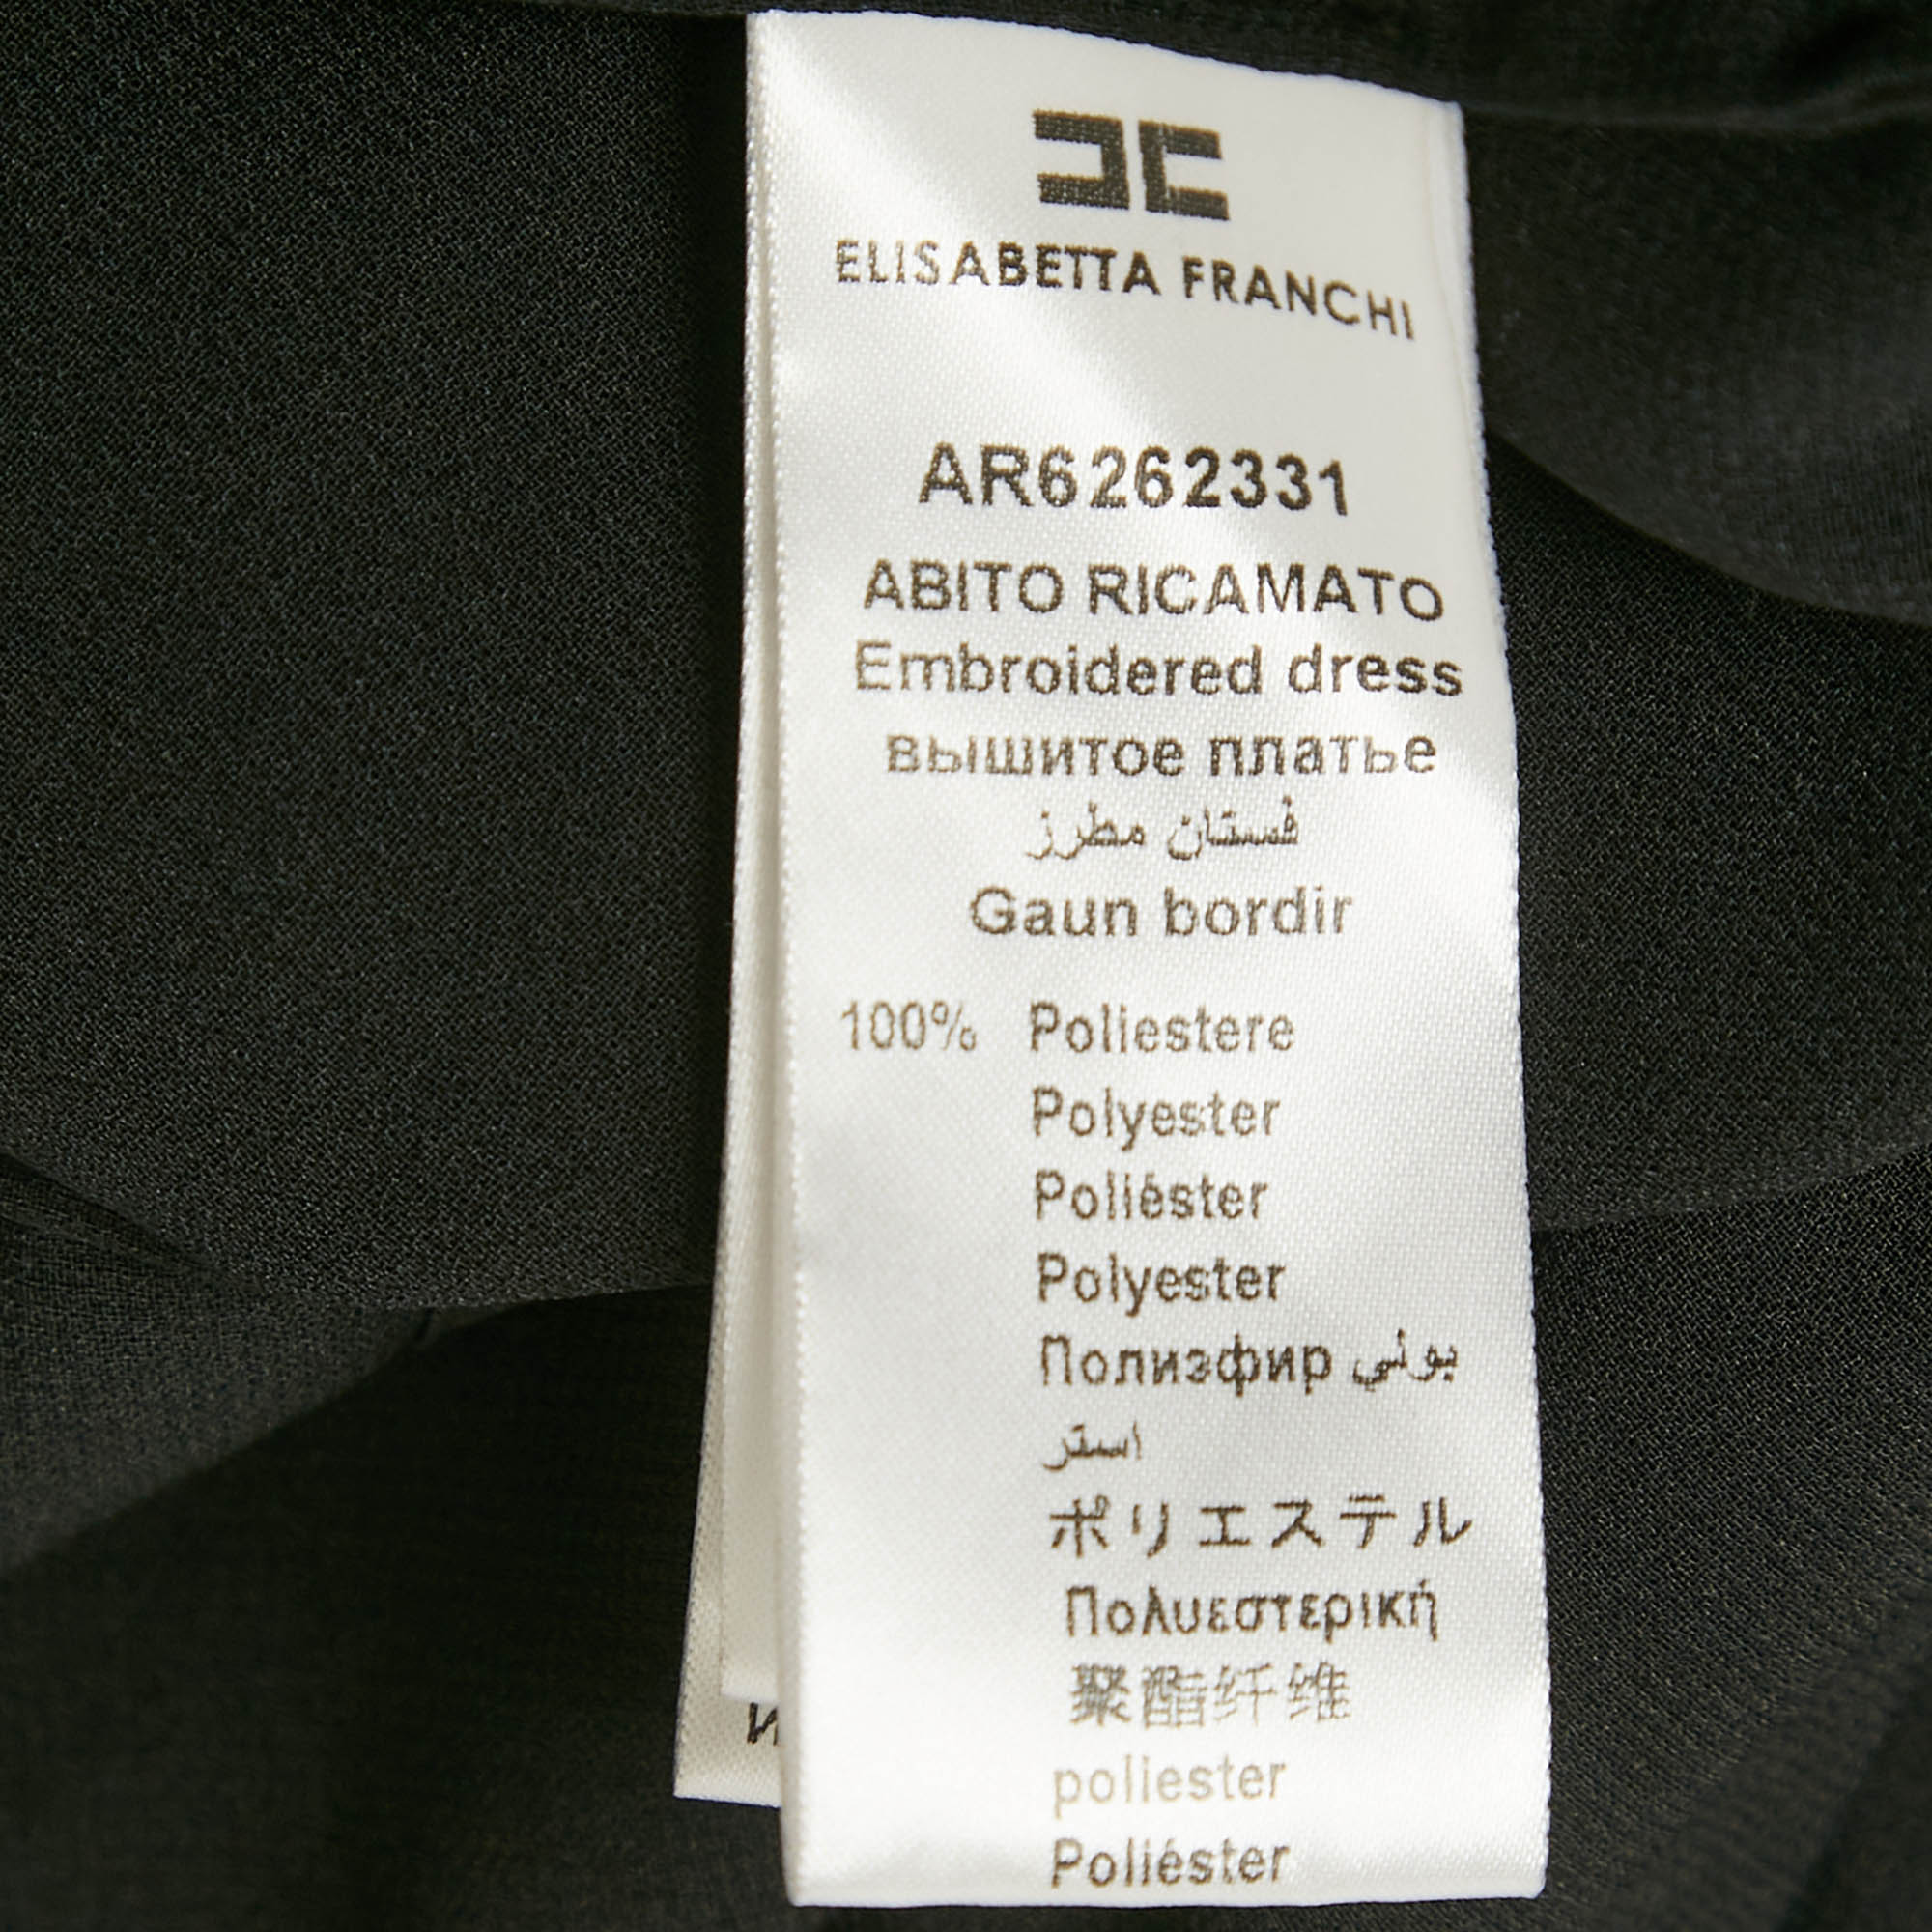 ELISABETTA FRANCHI
AR6262331
ABITO RICAMATO
Embroidered dress
вышитое платье
فستان مطرز
Gaun bordir
100% Poliestere
Polyester
Poliéster
Polyester
Полиэфир بولي
استر
ポリエステル
Πολυεστερική
聚酯纤维
poliester
Poliéster